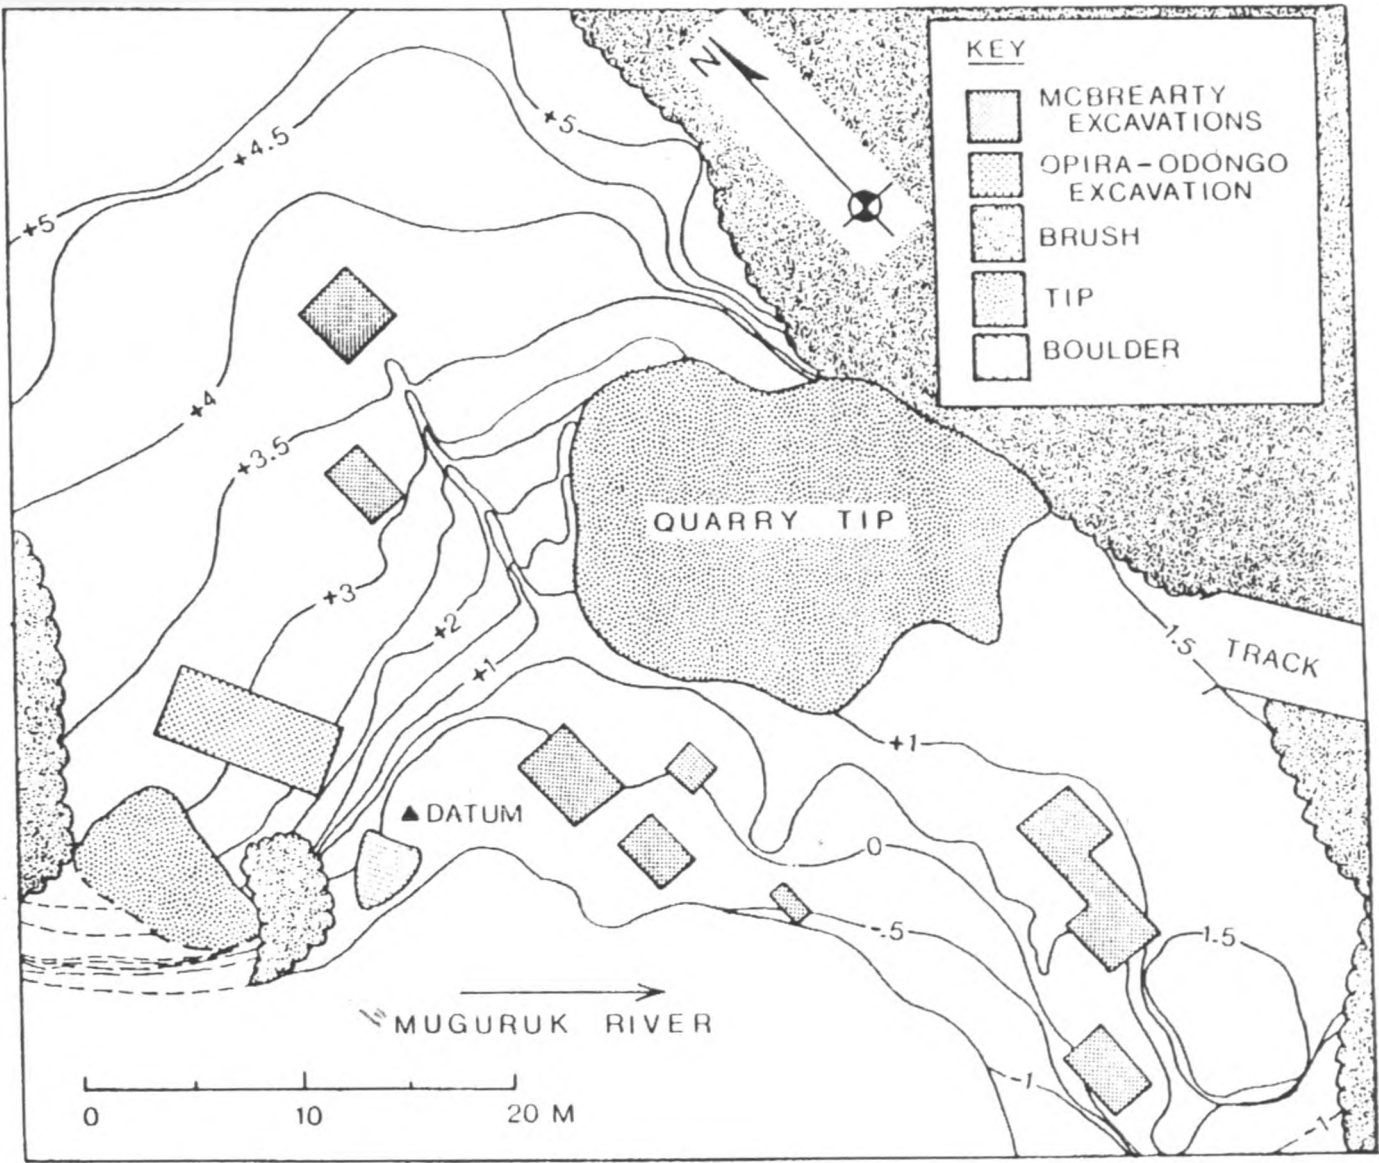 N
KEY
MCBREARTY
EXCAVATIONS
OPIRA-ODONGO
EXCAVATION
BRUSH
TIP
BOULDER
+5
+4.5
+5
+4
+3.5
+3
+2
+1
QUARRY TIP
1.5
TRACK
+1
DATUM
0
-.5
1.5
MUGURUK RIVER
-1
-1
0 10 20 M